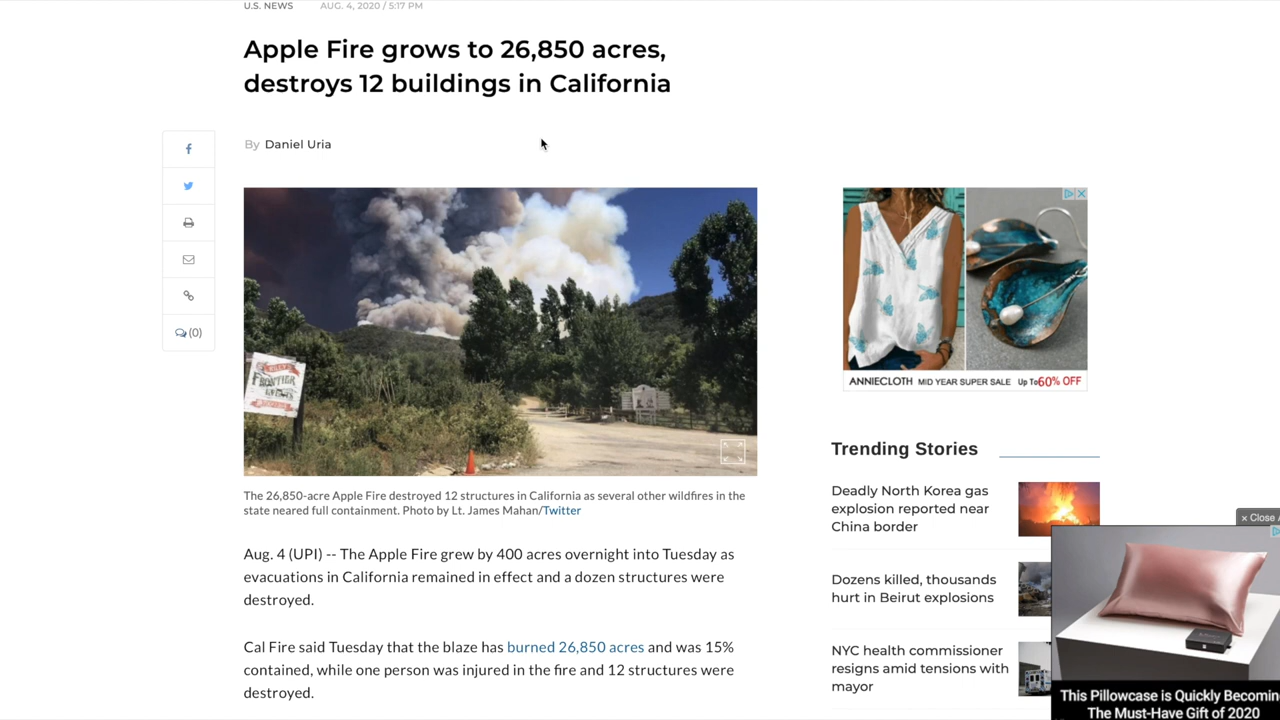 U.S. NEWS
AUG. 4, 2020 / 5:17 PM
Apple Fire grows to 26,850 acres,
destroys 12 buildings in California
By Daniel Uria
(0)
FRONTIER
ANNIECLOTH MID YEAR SUPER SALE Up To 60% OFF
The 26,850-acre Apple Fire destroyed 12 structures in California as several other wildfires in the
state neared full containment. Photo by Lt. James Mahan/Twitter
Aug. 4 (UPI) -- The Apple Fire grew by 400 acres overnight into Tuesday as
evacuations in California remained in effect and a dozen structures were
destroyed.
Cal Fire said Tuesday that the blaze has burned 26,850 acres and was 15%
contained, while one person was injured in the fire and 12 structures were
destroyed.
Trending Stories
Deadly North Korea gas
explosion reported near
China border
Dozens killed, thousands
hurt in Beirut explosions
NYC health commissioner
resigns amid tensions with
mayor
× Close
This Pillowcase is Quickly Becomin
The Must-Have Gift of 2020